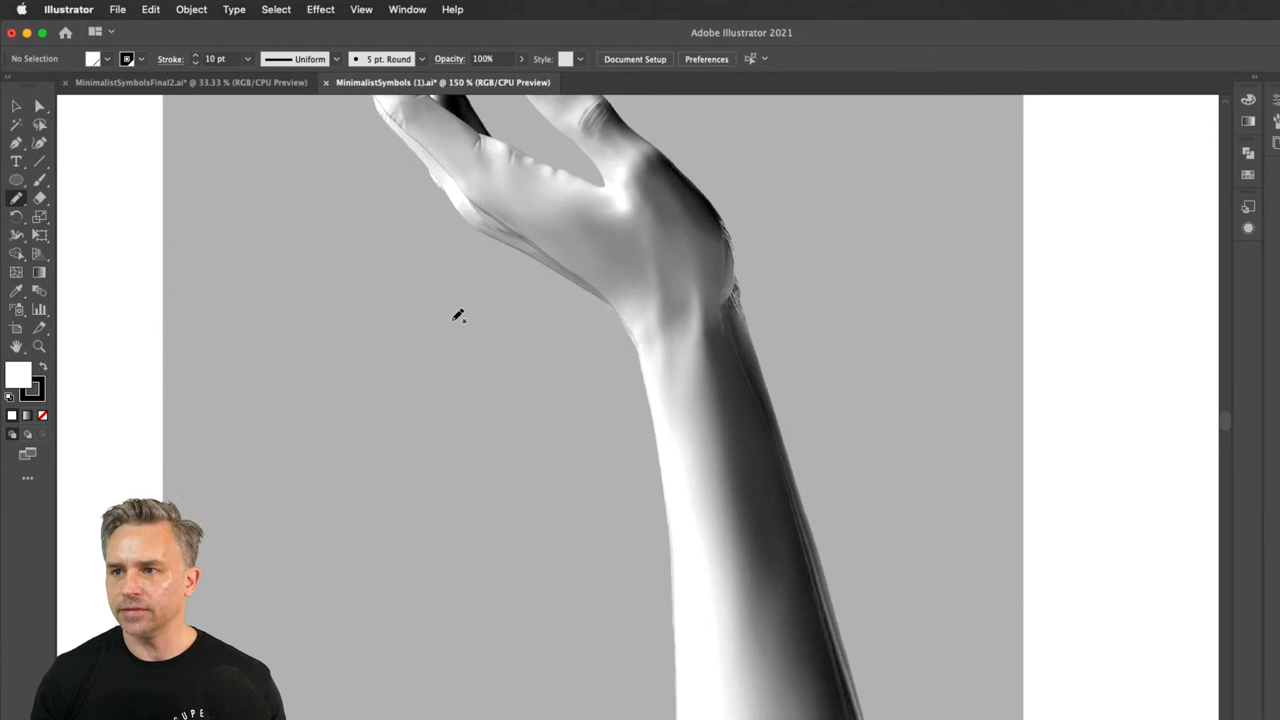 Illustrator File Edit Object Type Select Effect View Window Help
Adobe Illustrator 2021
No Selection Stroke: 10 pt Uniform 5 pt. Round Opacity: 100% Style: Document Setup Preferences
× MinimalistSymbolsFinal2.ai* @ 33.33 % (RGB/CPU Preview) × MinimalistSymbols (1).ai* @ 150 % (RGB/CPU Preview)
UPE